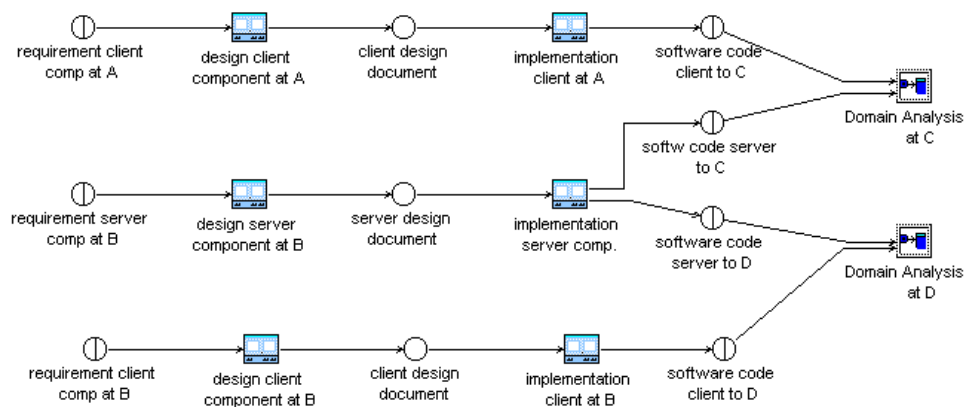 requirement client
comp at A
design client
component at A
client design
document
implementation
client at A
software code
client to C
Domain Analysis
at C
softw code server
to C
requirement server
comp at B
design server
component at B
server design
document
implementation
server comp.
software code
server to D
Domain Analysis
at D
requirement client
comp at B
design client
component at B
client design
document
implementation
client at B
software code
client to D